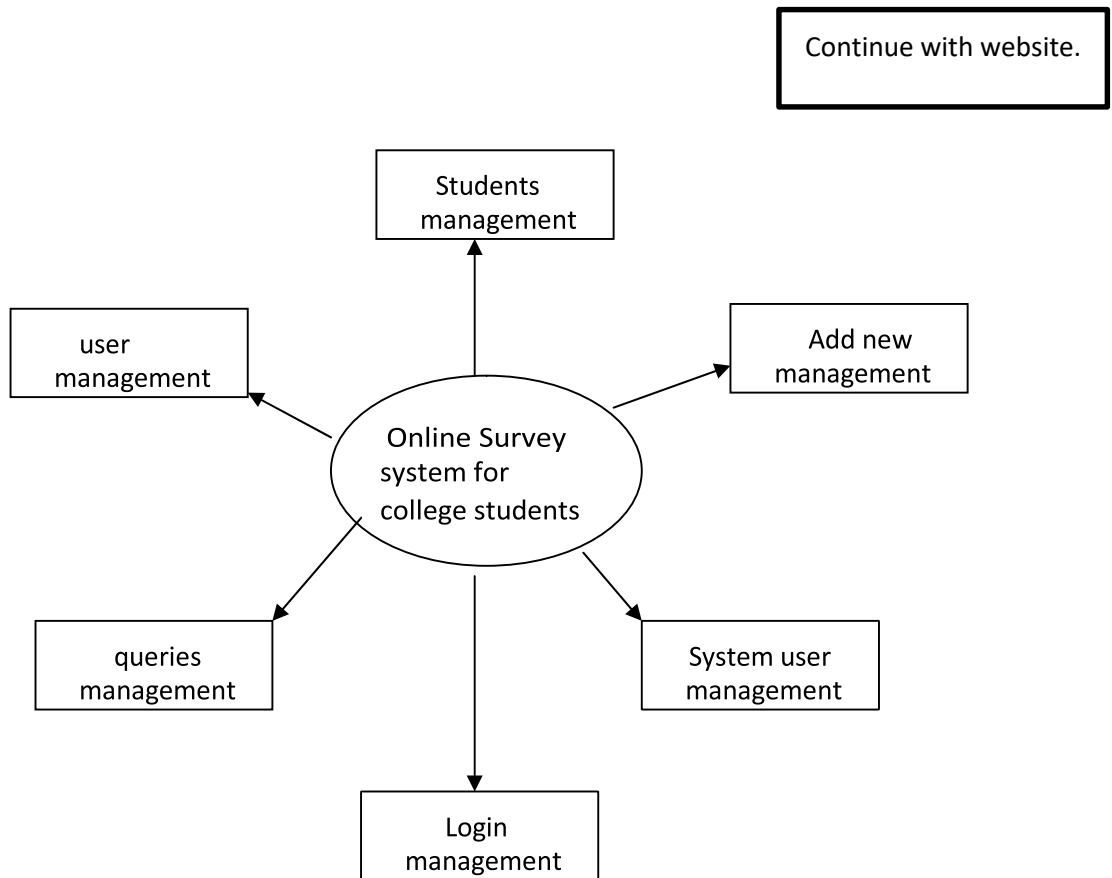 Continue with website.
Students
management
user
management
Add new
management
Online Survey
system for
college students
queries
management
System user
management
Login
management